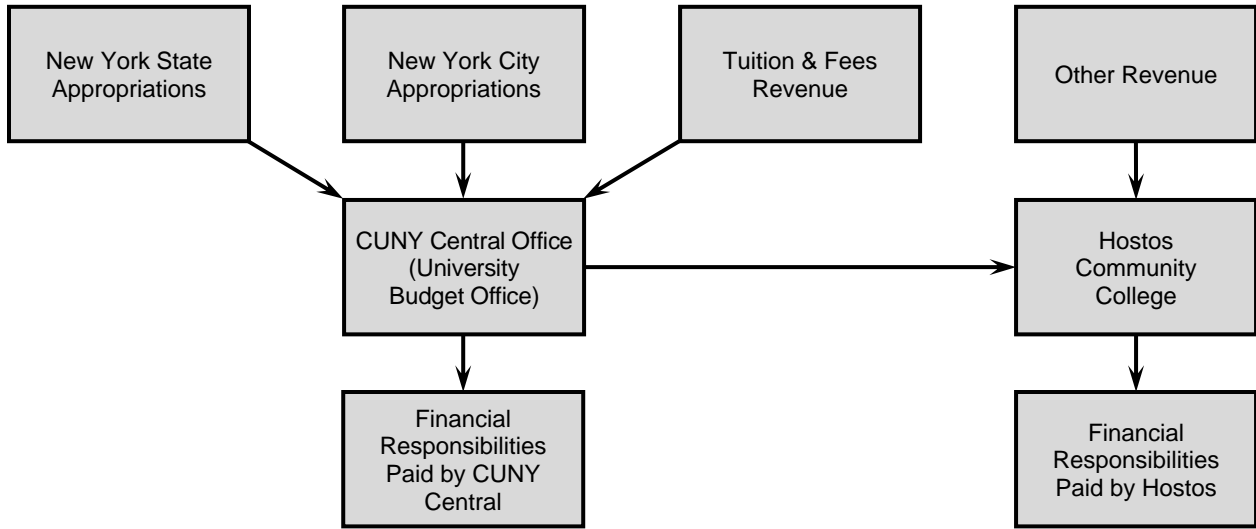 New York State
Appropriations
New York City
Appropriations
Tuition & Fees
Revenue
Other Revenue
CUNY Central Office
(University
Budget Office)
Hostos
Community
College
Financial
Responsibilities
Paid by CUNY
Central
Financial
Responsibilities
Paid by Hostos